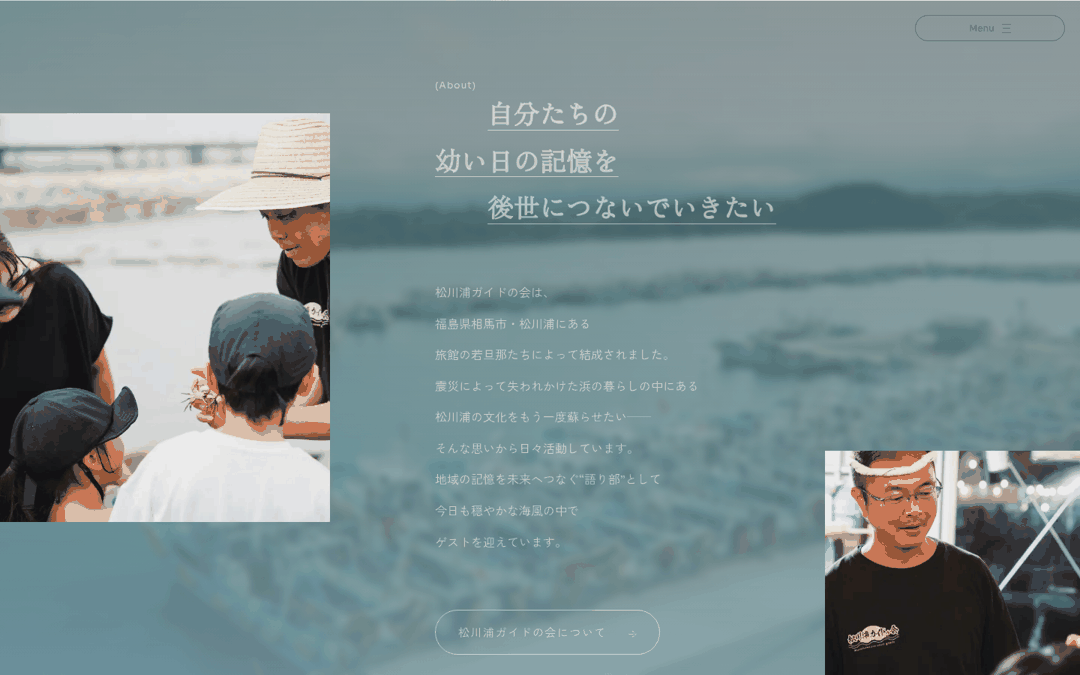 Menu
(About)
自分たちの
幼い日の記憶を
後世につないでいきたい
松川浦ガイドの会は、
福島県相馬市・松川浦にある
旅館の若旦那たちによって結成されました。
震災によって失われかけた浜の暮らしの中にある
松川浦の文化をもう一度蘇らせたい──
そんな思いから日々活動しています。
地域の記憶を未来へつなぐ"語り部"として
今日も穏やかな海風の中で
ゲストを迎えています。
松川浦ガイドの会について
松川浦ガイドの会